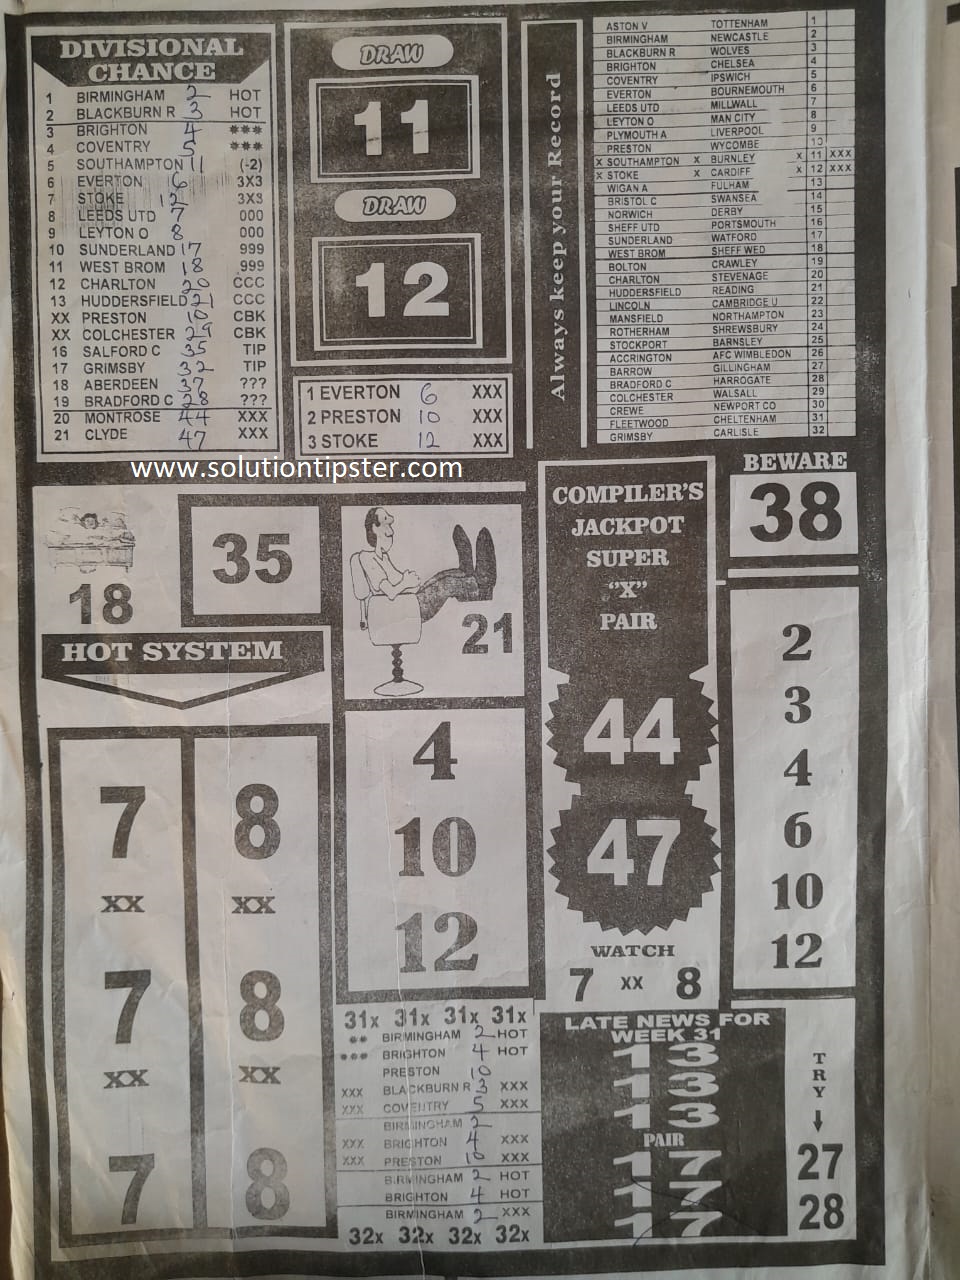 DIVISIONAL
CHANCE
1 BIRMINGHAM 2 HOT
2 BLACKBURN R 3 HOT
3 BRIGHTON 4 ***
4 COVENTRY 5 ***
5 SOUTHAMPTON 11 (-2)
6 EVERTON 6 3X3
7 STOKE 12 3X3
8 LEEDS UTD 7 000
9 LEYTON O 8 000
10 SUNDERLAND 17 999
11 WEST BROM 18 999
12 CHARLTON 20 CCC
13 HUDDERSFIELD 21 CCC
XX PRESTON 10 CBK
XX COLCHESTER 29 CBK
16 SALFORD C 35 TIP
17 GRIMSBY 32 TIP
18 ABERDEEN 37 ???
19 BRADFORD C 28 ???
20 MONTROSE 44 XXX
21 CLYDE 47 XXX
DRAW
11
DRAW
12
1 EVERTON 6 XXX
2 PRESTON 10 XXX
3 STOKE 12 XXX
Always keep your Record
ASTON V TOTTENHAM 1
BIRMINGHAM NEWCASTLE 2
BLACKBURN R WOLVES 3
BRIGHTON CHELSEA 4
COVENTRY IPSWICH 5
EVERTON BOURNEMOUTH 6
LEEDS UTD MILLWALL 7
LEYTON O MAN CITY 8
PLYMOUTH A LIVERPOOL 9
PRESTON WYCOMBE 10
X SOUTHAMPTON X BURNLEY X 11 XXX
X STOKE X CARDIFF X 12 XXX
WIGAN A FULHAM 13
BRISTOL C SWANSEA 14
NORWICH DERBY 15
SHEFF UTD PORTSMOUTH 16
SUNDERLAND WATFORD 17
WEST BROM SHEFF WED 18
BOLTON CRAWLEY 19
CHARLTON STEVENAGE 20
HUDDERSFIELD READING 21
LINCOLN CAMBRIDGE U 22
MANSFIELD NORTHAMPTON 23
ROTHERHAM SHREWSBURY 24
STOCKPORT BARNSLEY 25
ACCRINGTON AFC WIMBLEDON 26
BARROW GILLINGHAM 27
BRADFORD C HARROGATE 28
COLCHESTER WALSALL 29
CREWE NEWPORT CO 30
FLEETWOOD CHELTENHAM 31
GRIMSBY CARLISLE 32
www.solutiontipster.com
18
35
21
HOT SYSTEM
7 8
XX XX
7 8
XX XX
7 8
4
10
12
COMPILER'S
JACKPOT
SUPER
"X"
PAIR
44
47
WATCH
7 XX 8
BEWARE
38
2
3
4
6
10
12
31x 31x 31x 31x
** BIRMINGHAM 2 HOT
*** BRIGHTON 4 HOT
PRESTON 10
XXX BLACKBURN R 3 XXX
XXX COVENTRY 5 XXX
BIRMINGHAM 2
XXX BRIGHTON 4 XXX
XXX PRESTON 10 XXX
BIRMINGHAM 2 HOT
BRIGHTON 4 HOT
BIRMINGHAM 2 XXX
32x 32x 32x 32x
LATE NEWS FOR
WEEK 31
13
13
13
PAIR
17
17
17
TRY
27
28